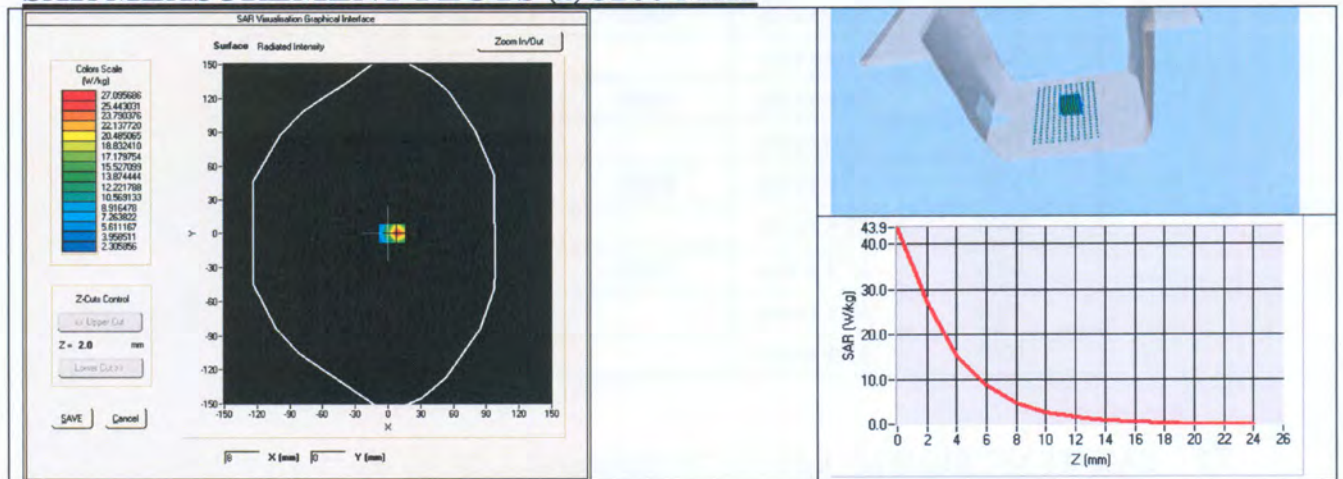 SAR Visualisation Graphical Interface
Surface Radiated Intensity
Zoom In/Out
Colors Scale
(W/kg)
27.095686
25.443031
23.790376
22.137720
20.485065
18.832410
17.179754
15.527099
13.874444
12.221788
10.569133
8.916478
7.263822
5.611167
3.958511
2.305856
150
120
90
60
30
0
-30
-60
-90
-120
-150
Y
-150 -120 -90 -60 -30 0 30 60 90 120 150
X
Z-Cuts Control
<< Upper Cut
Z = 2.0 mm
Lower Cut >>
SAVE Cancel
8 X (mm) 0 Y (mm)
43.9
40.0
30.0
20.0
10.0
0.0
SAR (W/kg)
0 2 4 6 8 10 12 14 16 18 20 22 24 26
Z (mm)